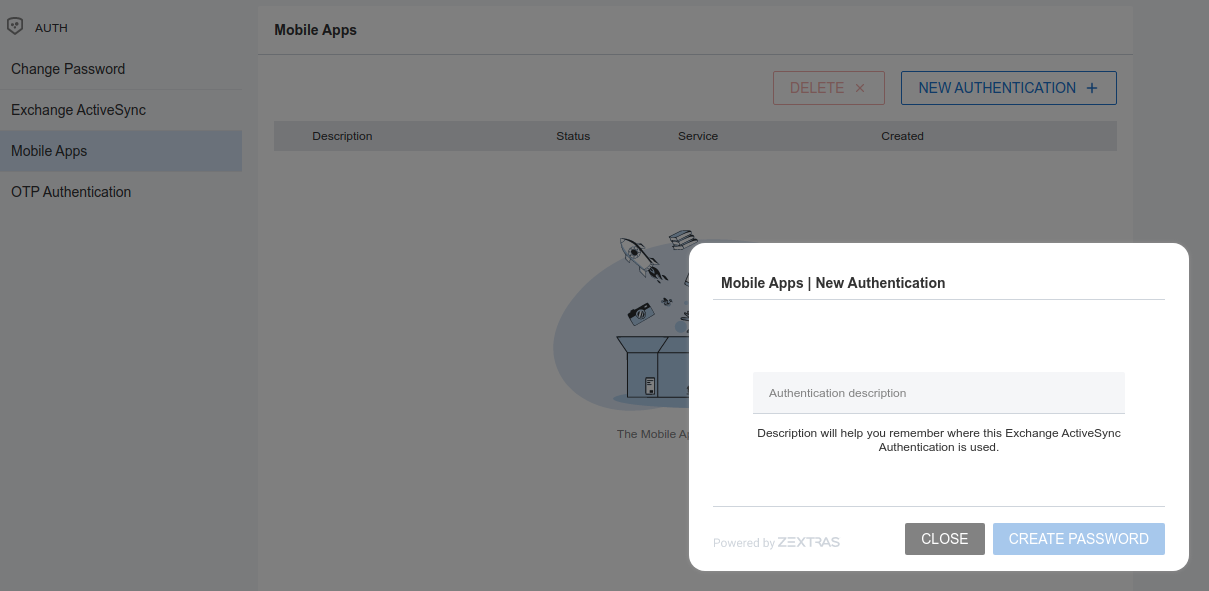 AUTH
Change Password
Exchange ActiveSync
Mobile Apps
OTP Authentication
Mobile Apps
DELETE ×
NEW AUTHENTICATION +
Description Status Service Created
The Mobile
Mobile Apps | New Authentication
Authentication description
Description will help you remember where this Exchange ActiveSync
Authentication is used.
Powered by ZEXTRAS
CLOSE
CREATE PASSWORD